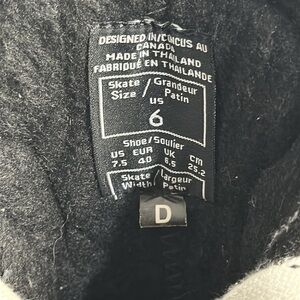 DESIGNED IN/CONCUS AU
CANADA
MADE IN THAILAND
FABRIQUÉ EN THAÏLANDE
Skate / Grandeur
Size / Patin
US
6
Shoe/Soulier
US EUR UK CM
7.5 40 6.5 25.2
Skate / Largeur
Width Patin
D